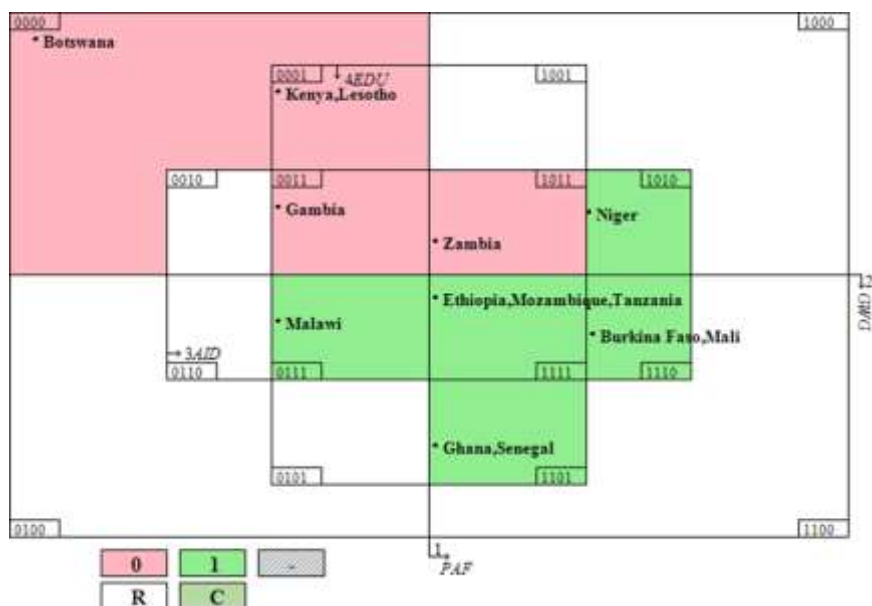 0000 1000
Botswana
0001 4EDU 1001
Kenya,Lesotho
0010 0011 1011 1010
Gambia Niger
Zambia
2 GWG
Ethiopia,Mozambique,Tanzania
Malawi
Burkina Faso,Mali
3AID
0110 0111 1111 1110
Ghana,Senegal
0101 1101
0100 1100
1
PAF
0 1 -
R C